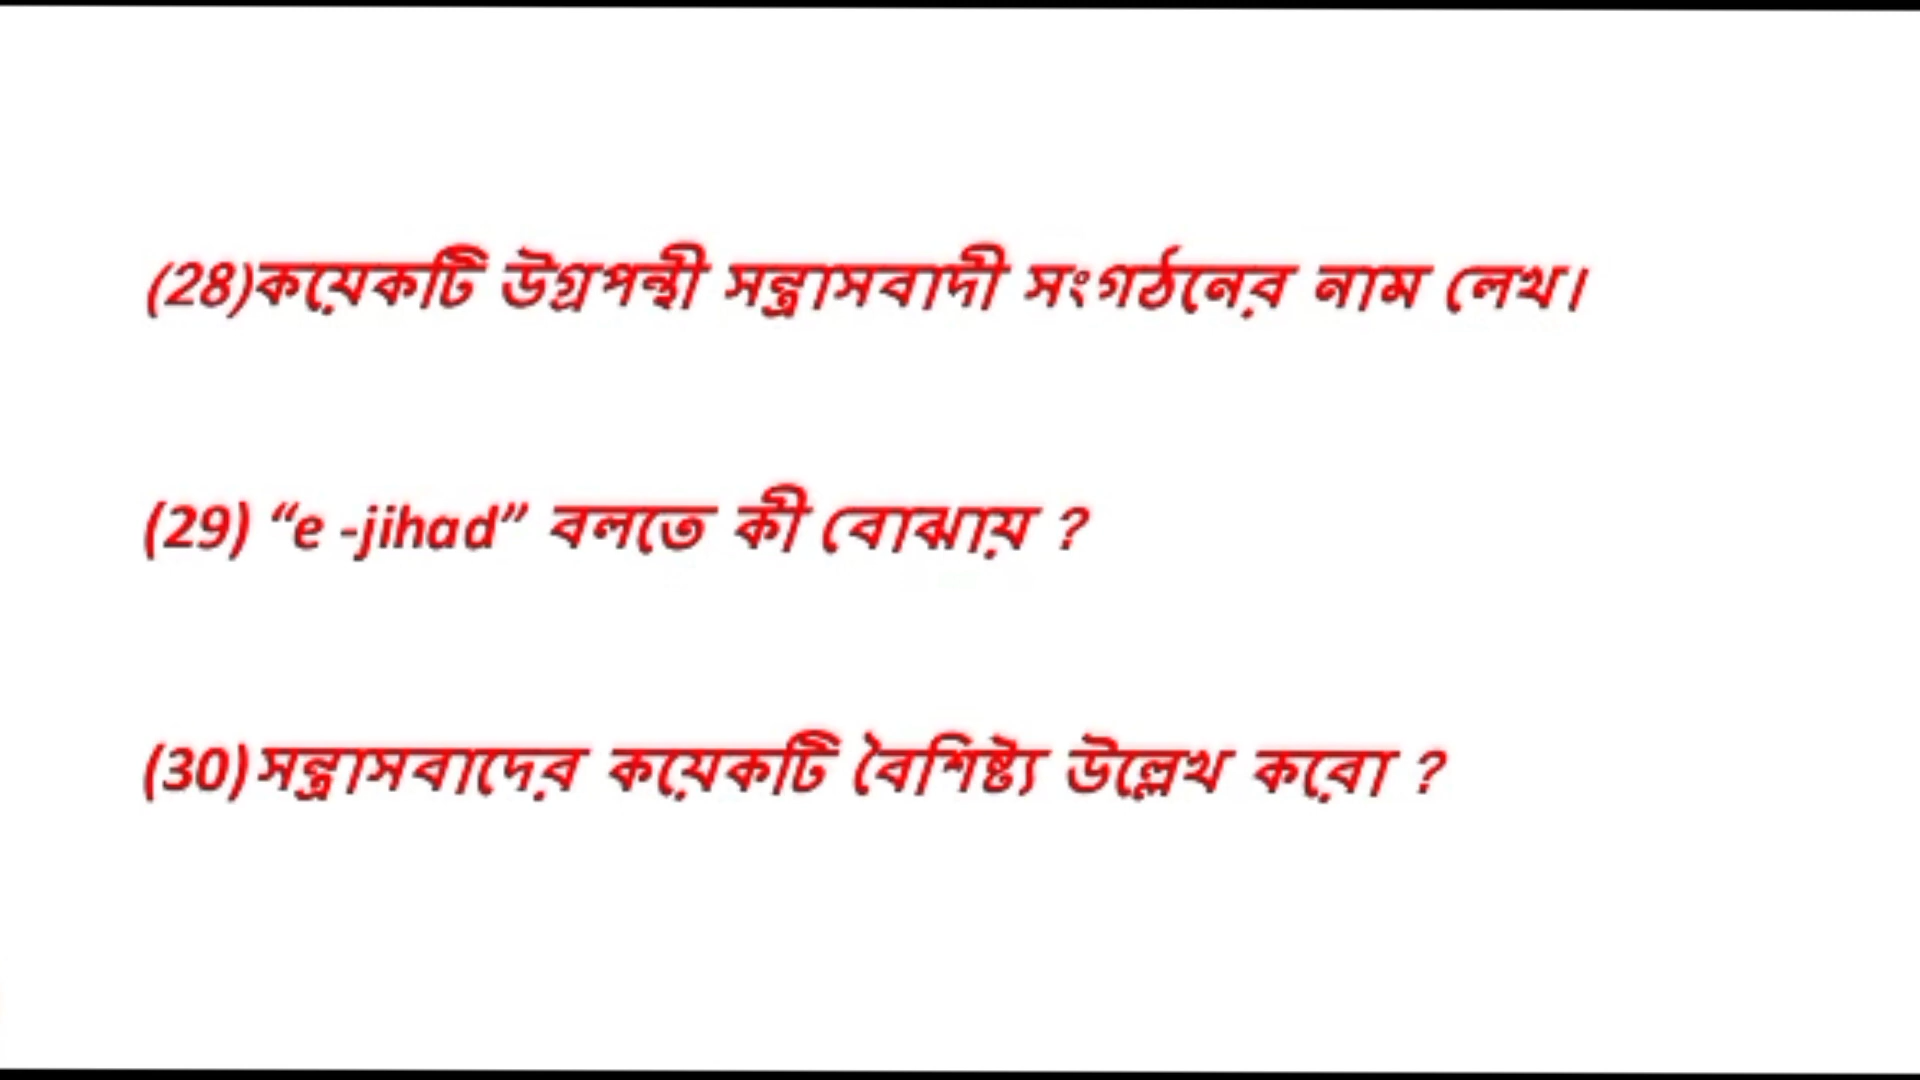 (28)কয়েকটি উগ্রপন্থী সন্ত্রাসবাদী সংগঠনের নাম লেখ।
(29) “e -jihad” বলতে কী বোঝায় ?
(30)সন্ত্রাসবাদের কয়েকটি বৈশিষ্ট্য উল্লেখ করো ?